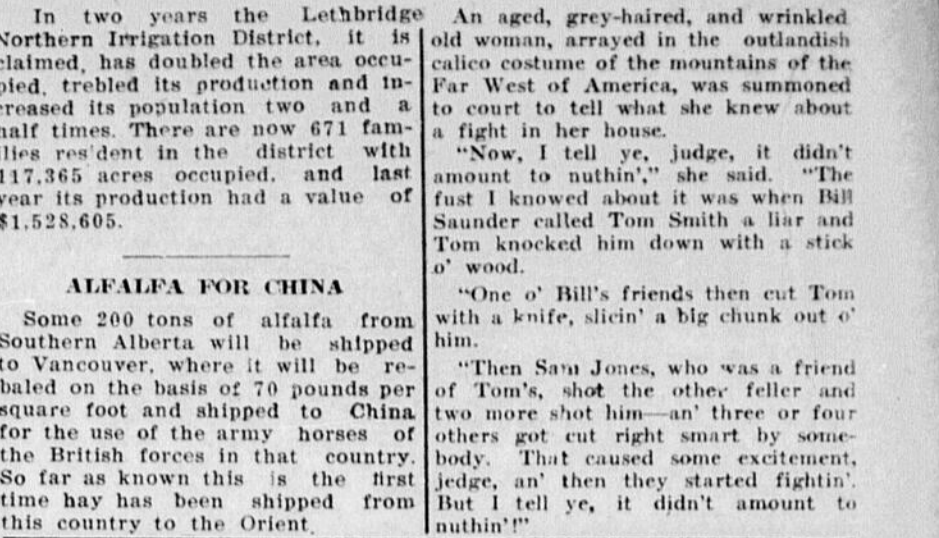 In two years the Lethbridge
Northern Irrigation District, it is
claimed, has doubled the area occu-
pied, trebled its production and in-
creased its population two and a
half times. There are now 671 fam-
ilies res'dent in the district with
117,365 acres occupied, and last
year its production had a value of
$1,528,605.
ALFALFA FOR CHINA
Some 200 tons of alfalfa from
Southern Alberta will be shipped
to Vancouver, where it will be re-
baled on the basis of 70 pounds per
square foot and shipped to China
for the use of the army horses of
the British forces in that country.
So far as known this is the first
time hay has been shipped from
this country to the Orient.
An aged, grey-haired, and wrinkled
old woman, arrayed in the outlandish
calico costume of the mountains of the
Far West of America, was summoned
to court to tell what she knew about
a fight in her house.
"Now, I tell ye, judge, it didn't
amount to nuthin'," she said. "The
fust I knowed about it was when Bill
Saunder called Tom Smith a liar and
Tom knocked him down with a stick
o' wood.
"One o' Bill's friends then cut Tom
with a knife, slicin' a big chunk out o'
him.
"Then Sam Jones, who was a friend
of Tom's, shot the other feller and
two more shot him—an' three or four
others got cut right smart by some-
body. That caused some excitement,
jedge, an' then they started fightin'.
But I tell ye, it didn't amount to
nuthin'!"